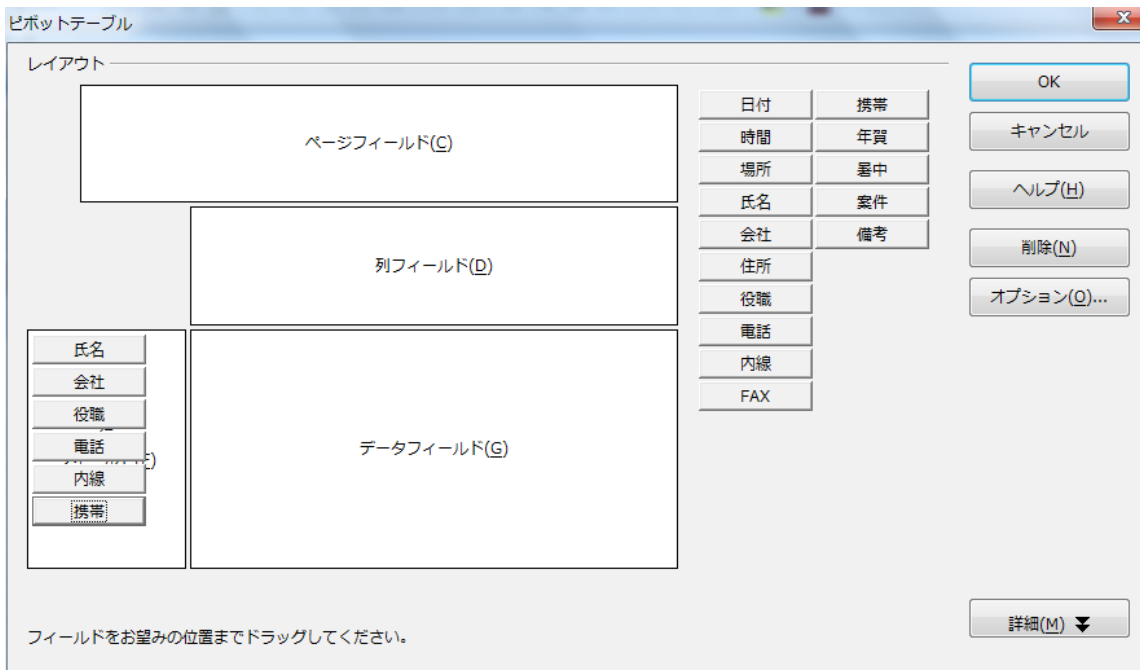 ピボットテーブル
レイアウト
ページフィールド(C)
列フィールド(D)
データフィールド(G)
氏名
会社
役職
電話
内線
携帯
日付 携帯
時間 年賀
場所 暑中
氏名 案件
会社 備考
住所
役職
電話
内線
FAX
OK
キャンセル
ヘルプ(H)
削除(N)
オプション(O)...
詳細(M)
フィールドをお望みの位置までドラッグしてください。